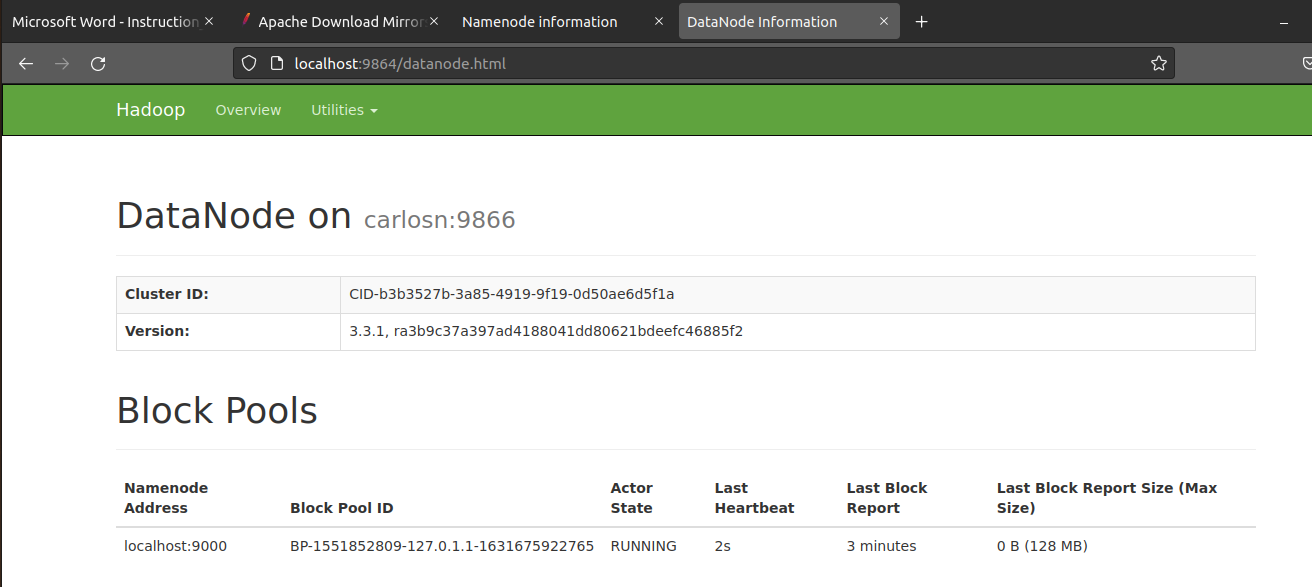 Microsoft Word - Instruction
Apache Download Mirror
Namenode information
DataNode Information
localhost:9864/datanode.html
Hadoop Overview Utilities
DataNode on carlosn:9866
Cluster ID: CID-b3b3527b-3a85-4919-9f19-0d50ae6d5f1a
Version: 3.3.1, ra3b9c37a397ad4188041dd80621bdeefc46885f2
Block Pools
Namenode Address
Block Pool ID
Actor State
Last Heartbeat
Last Block Report
Last Block Report Size (Max Size)
localhost:9000 BP-1551852809-127.0.1.1-1631675922765 RUNNING 2s 3 minutes 0 B (128 MB)